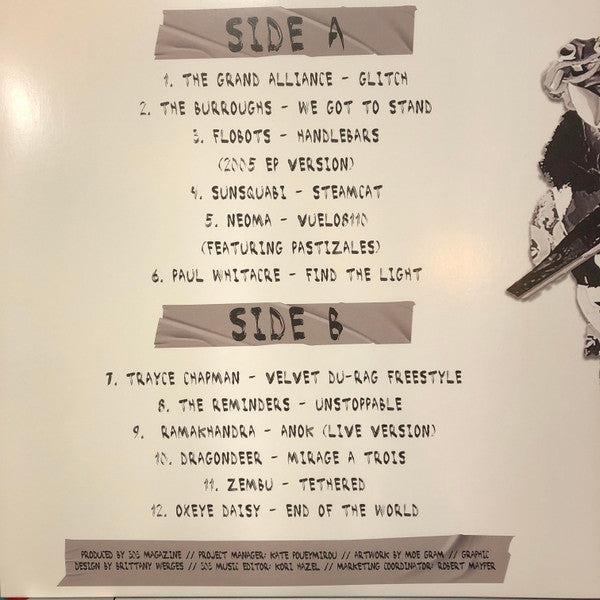 SIDE A
1. THE GRAND ALLIANCE - GLITCH
2. THE BURROUGHS - WE GOT TO STAND
3. FLOBOTS - HANDLEBARS
(2005 EP VERSION)
4. SUNSQUABI - STEAMCAT
5. NEOMA - VUELO8110
(FEATURING PASTIZALES)
6. PAUL WHITACRE - FIND THE LIGHT
SIDE B
7. TRAYCE CHAPMAN - VELVET DU-RAG FREESTYLE
8. THE REMINDERS - UNSTOPPABLE
9. RAMAKHANDRA - ANOK (LIVE VERSION)
10. DRAGONDEER - MIRAGE A TROIS
11. ZEMBU - TETHERED
12. OXEYE DAISY - END OF THE WORLD
PRODUCED BY 303 MAGAZINE // PROJECT MANAGER: KATE POUEYMIROU // ARTWORK BY MOE GRAM // GRAPHIC
DESIGN BY BRITTANY WERGES // 303 MUSIC EDITOR: KORI HAZEL // MARKETING COORDINATOR: ROBERT MAYFER